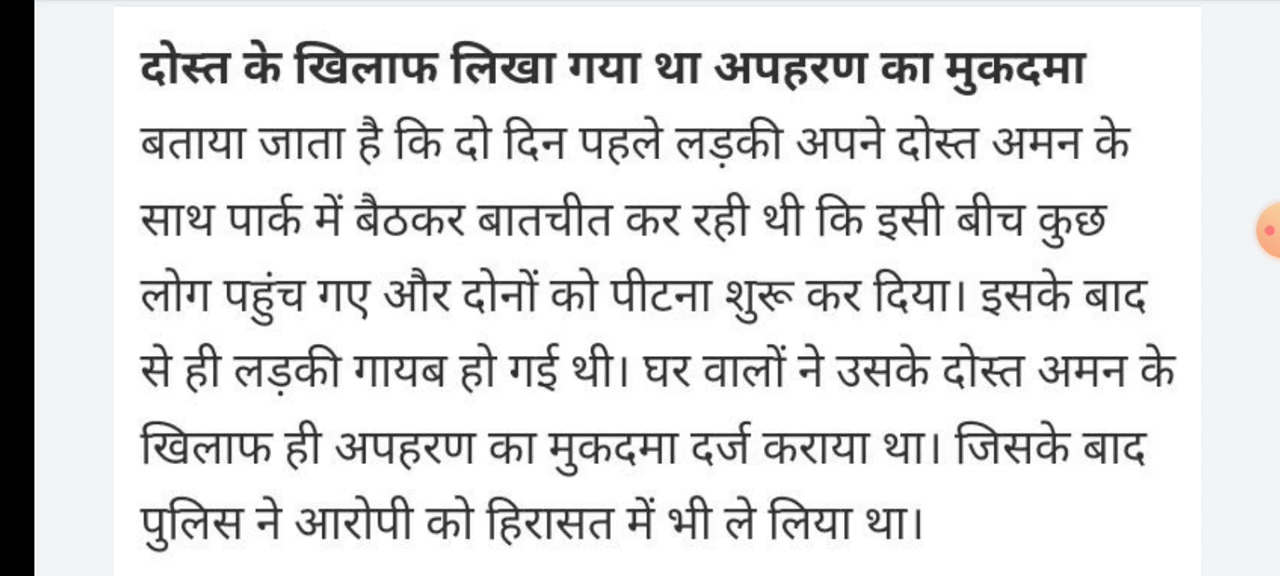 दोस्त के खिलाफ लिखा गया था अपहरण का मुकदमा
बताया जाता है कि दो दिन पहले लड़की अपने दोस्त अमन के
साथ पार्क में बैठकर बातचीत कर रही थी कि इसी बीच कुछ
लोग पहुंच गए और दोनों को पीटना शुरू कर दिया। इसके बाद
से ही लड़की गायब हो गई थी। घर वालों ने उसके दोस्त अमन के
खिलाफ ही अपहरण का मुकदमा दर्ज कराया था। जिसके बाद
पुलिस ने आरोपी को हिरासत में भी ले लिया था।